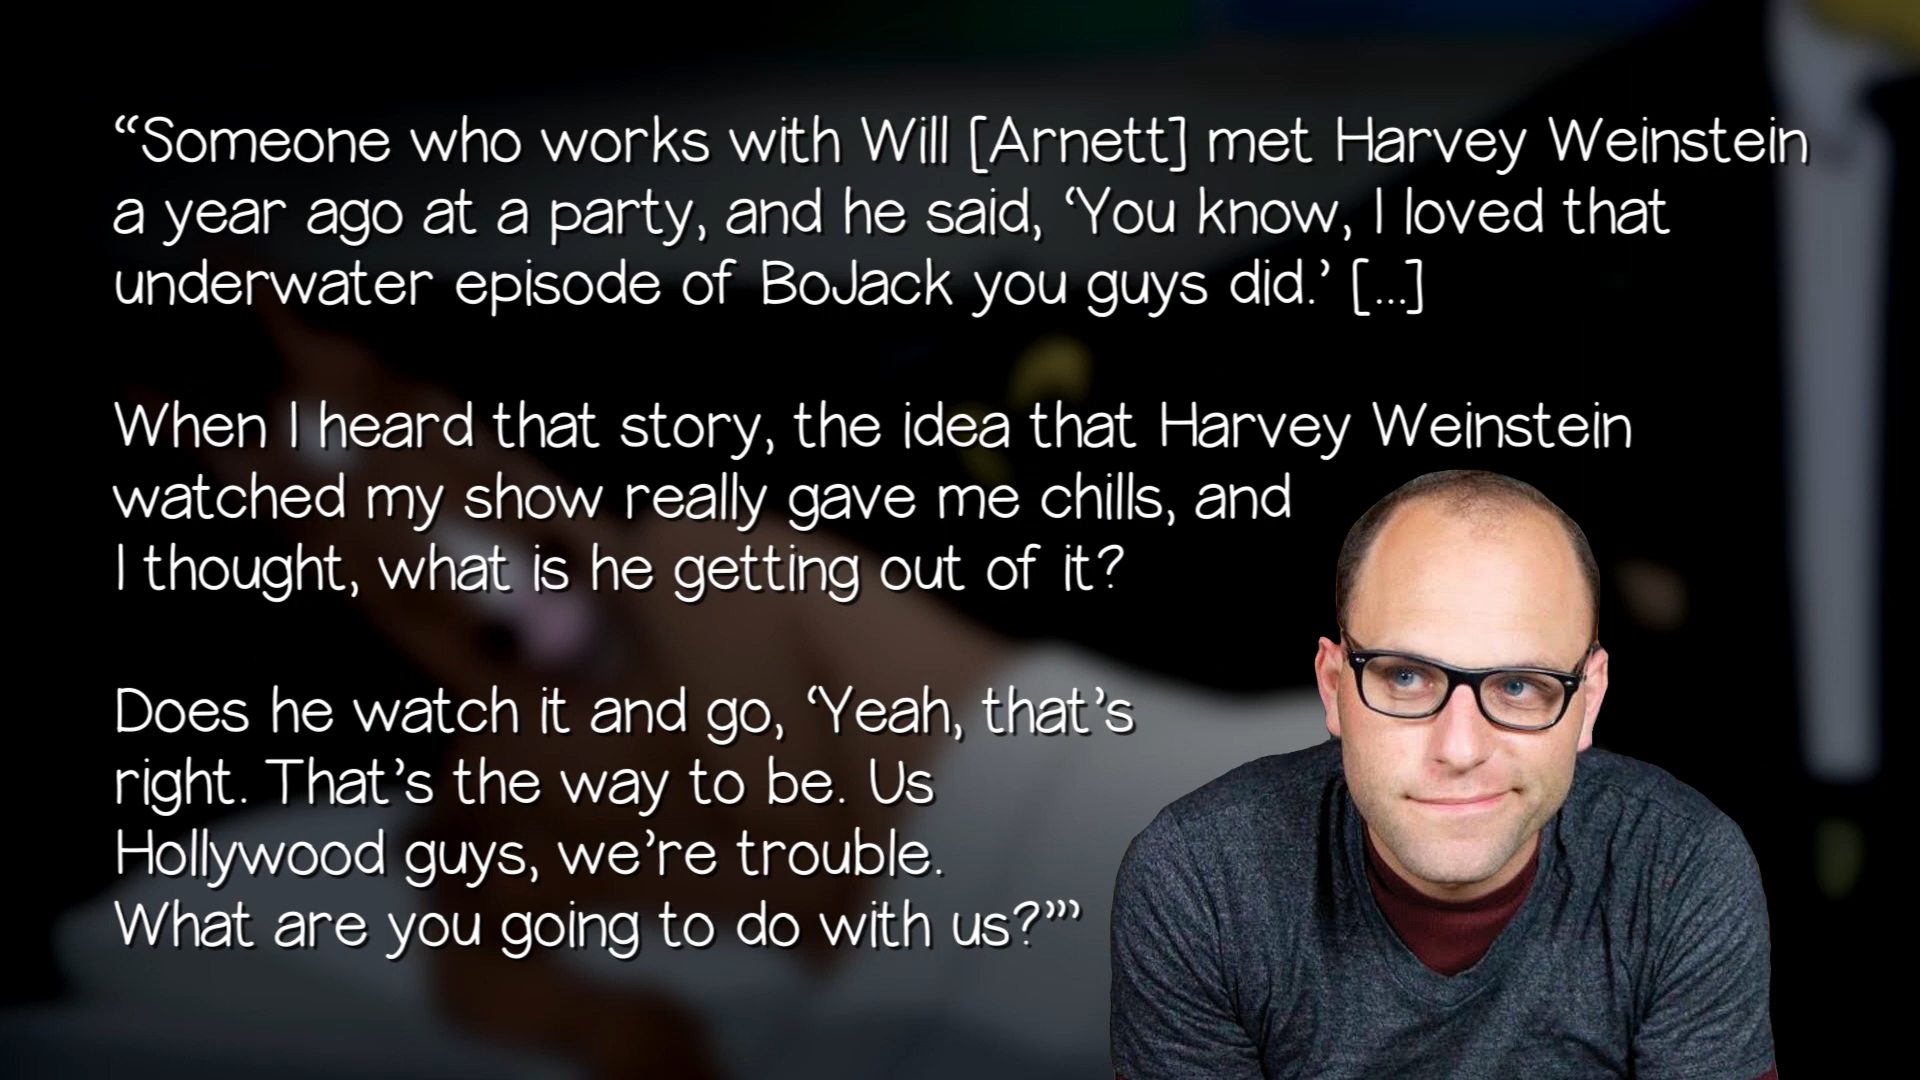 “Someone who works with Will [Arnett] met Harvey Weinstein
a year ago at a party, and he said, ‘You know, I loved that
underwater episode of BoJack you guys did.’ [...]
When I heard that story, the idea that Harvey Weinstein
watched my show really gave me chills, and
I thought, what is he getting out of it?
Does he watch it and go, ‘Yeah, that’s
right. That’s the way to be. Us
Hollywood guys, we’re trouble.
What are you going to do with us?”’